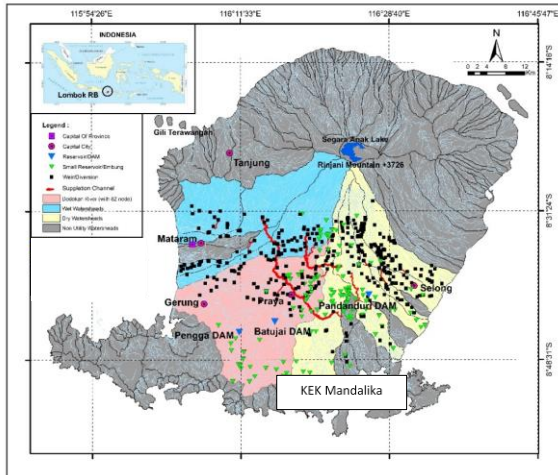 115°54'26"E
116°11'33"E
116°28'40"E
116°45'47"E
INDONESIA
Lombok RB
N
Legend :
Capital Of Province
Capital City
Reservoir/DAM
Small Reservoir/Embung
Weir/Diversion
Suppletion Channel
Dodokan River (with 82 node)
Wet Watersheds
Dry Watersheds
Non Utility Watersheds
Gili Terawangan
Tanjung
Segara Anak Lake
Rinjani Mountain +3726
8°14'16"S
8°31'24"S
8°48'31"S
Mataram
Gerung
Praya
Selong
Pandanduri DAM
Pengga DAM
Batujai DAM
KEK Mandalika